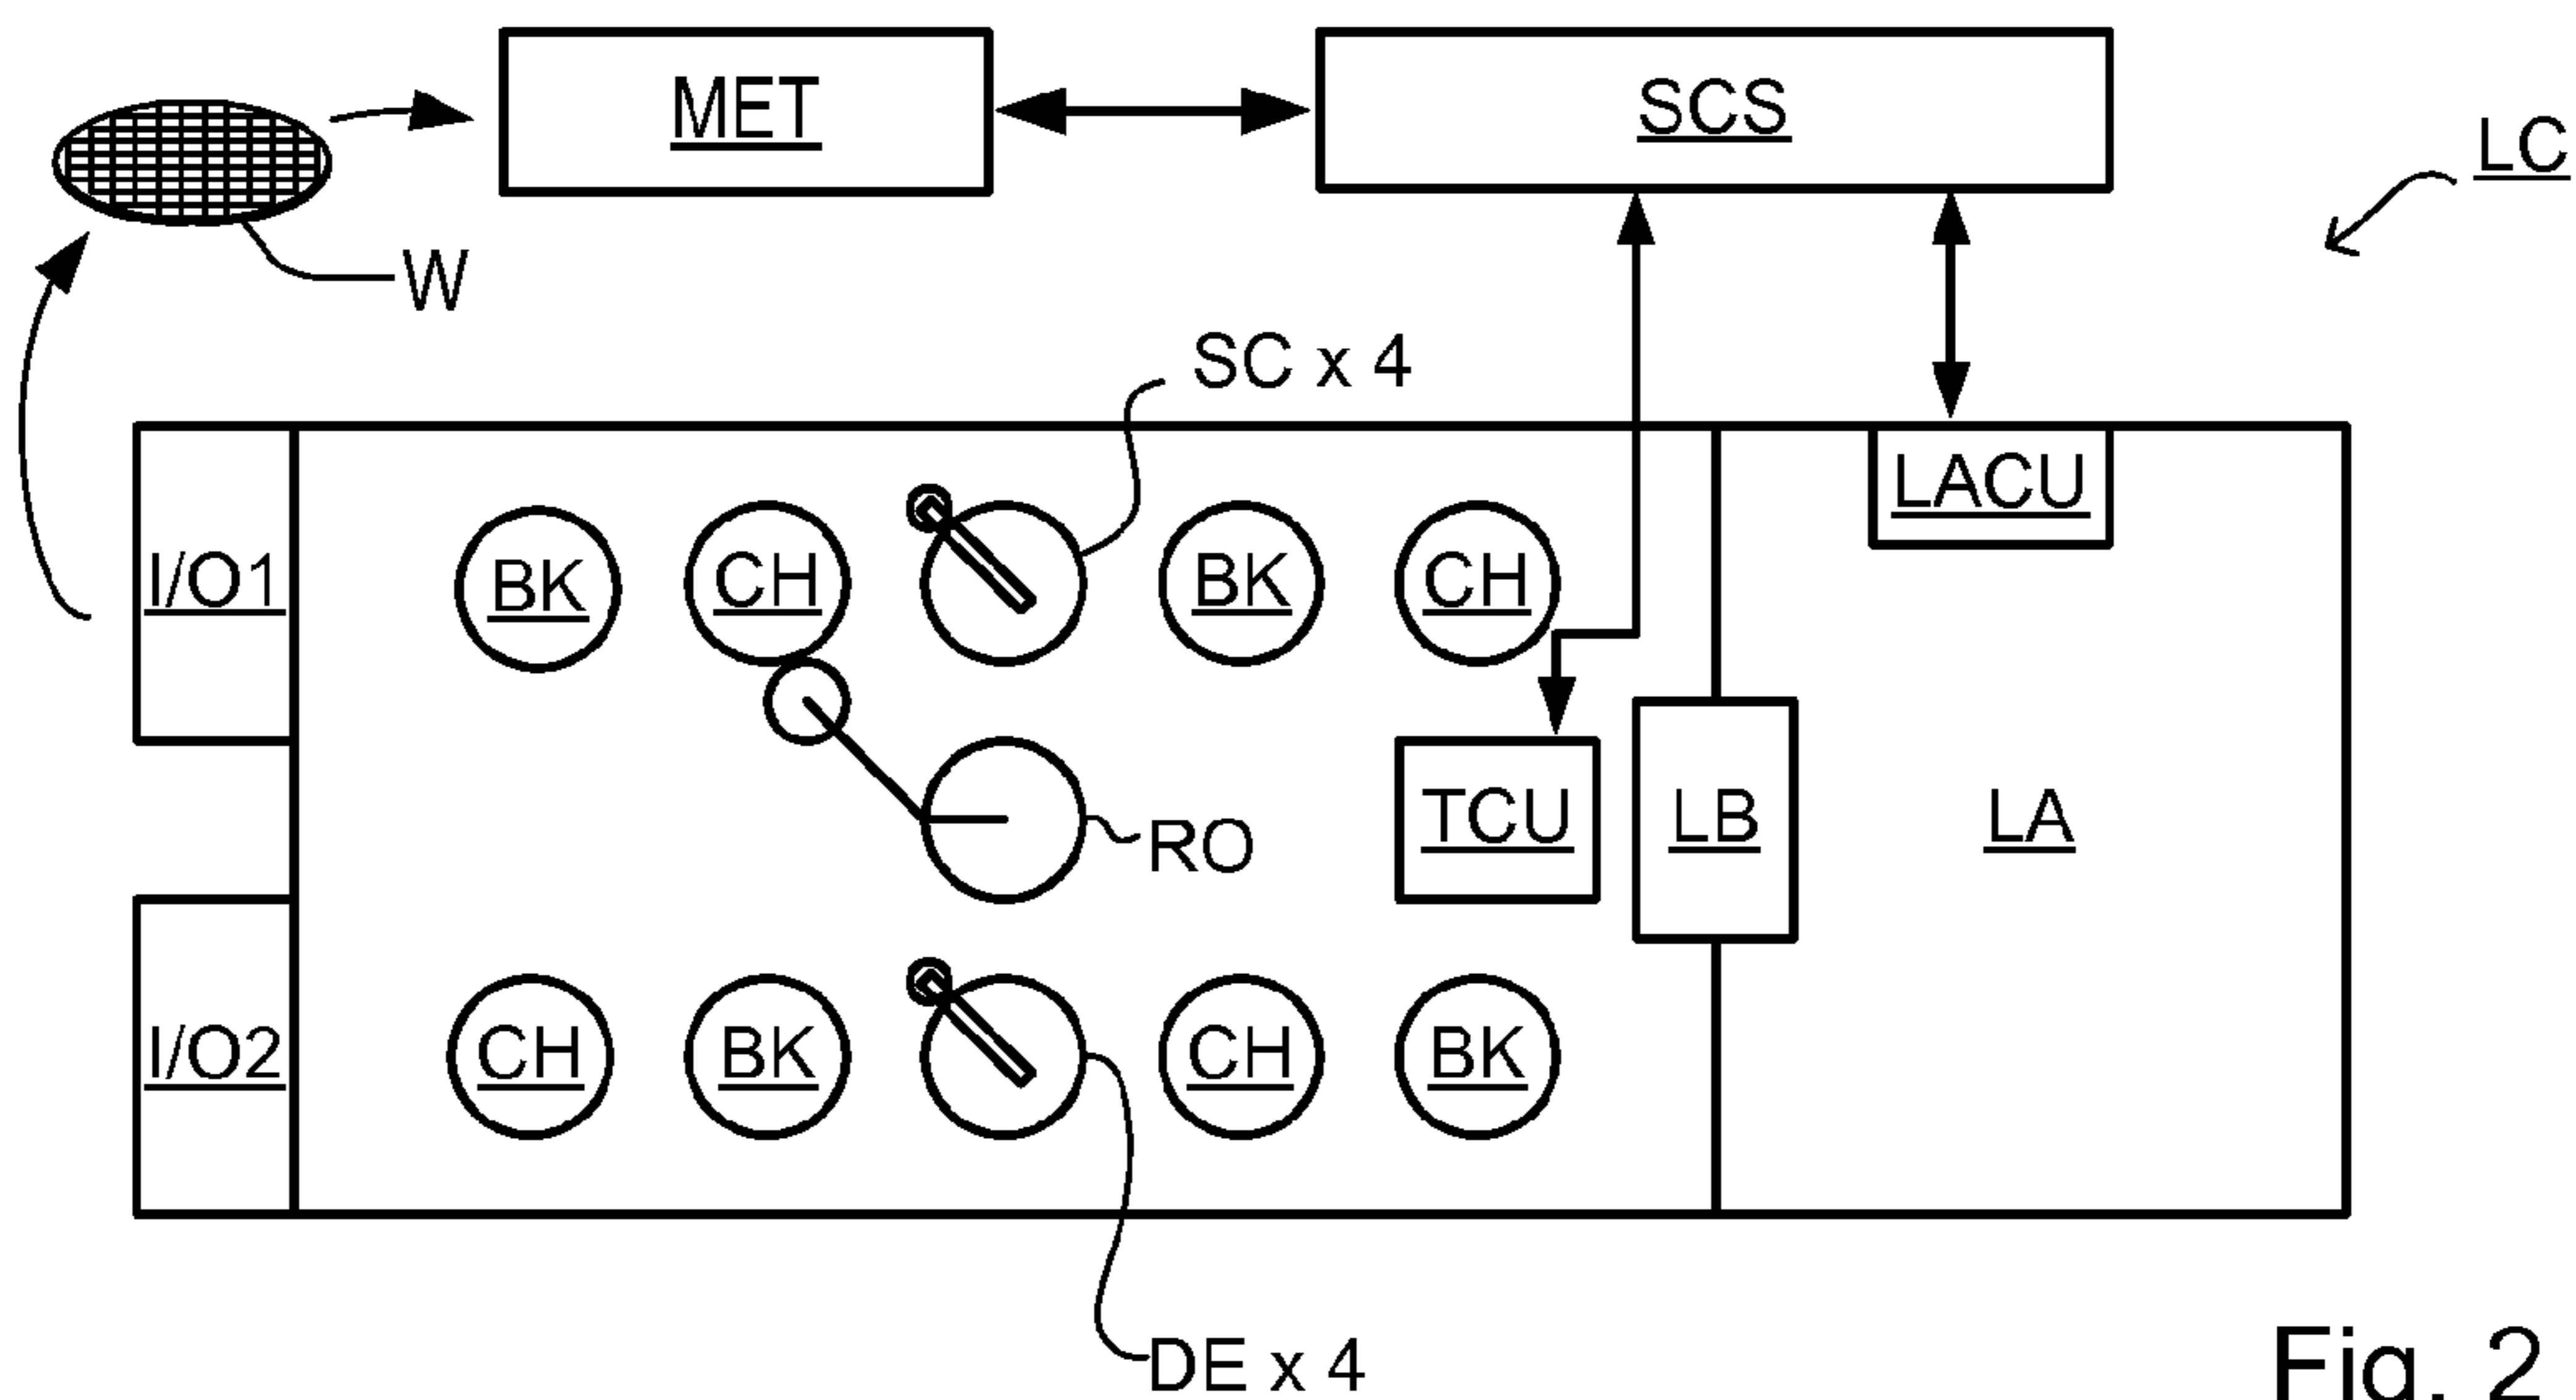 MET
SCS
LC
W
SC x 4
LACU
I/O1
BK
CH
BK
CH
TCU
LB
LA
RO
I/O2
CH
BK
CH
BK
DE x 4
Fig. 2